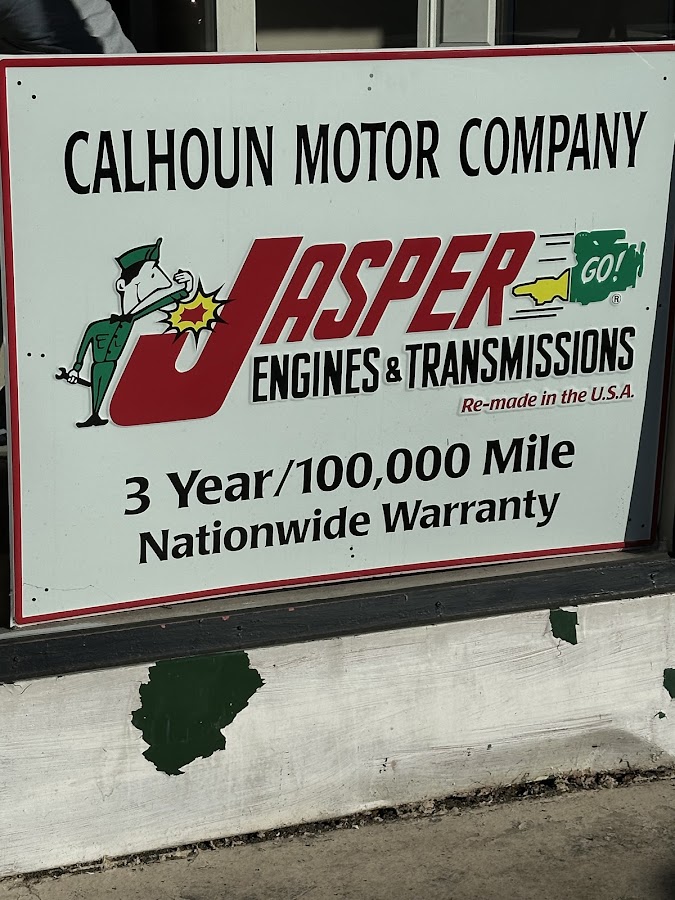 CALHOUN MOTOR COMPANY
JASPER
GO!
®
ENGINES & TRANSMISSIONS
Re-made in the U.S.A.
3 Year/100,000 Mile
Nationwide Warranty